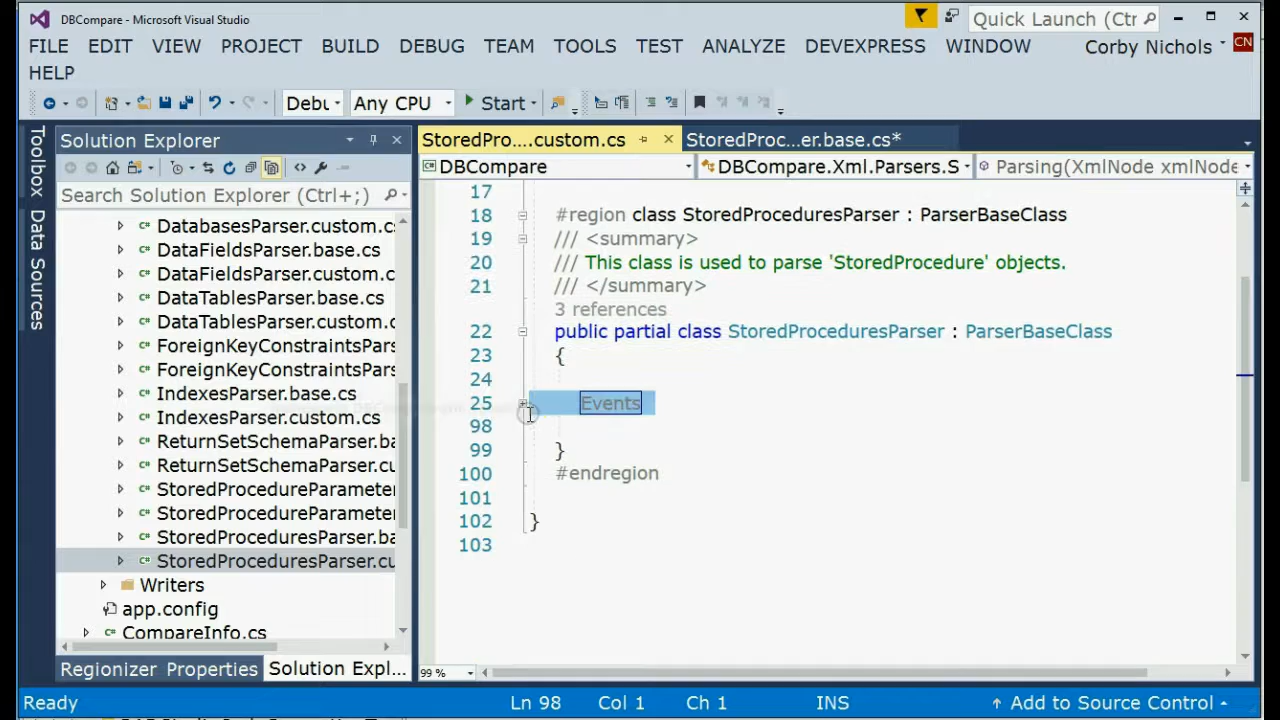 DBCompare - Microsoft Visual Studio
Quick Launch (Ctr
FILE EDIT VIEW PROJECT BUILD DEBUG TEAM TOOLS TEST ANALYZE DEVEXPRESS WINDOW Corby Nichols CN
HELP
Debu Any CPU Start
Toolbox
Data Sources
Solution Explorer
Search Solution Explorer (Ctrl+;)
DatabasesParser.custom.cs
DataFieldsParser.base.cs
DataFieldsParser.custom.c
DataTablesParser.base.cs
DataTablesParser.custom.c
ForeignKeyConstraintsPars
ForeignKeyConstraintsPars
IndexesParser.base.cs
IndexesParser.custom.cs
ReturnSetSchemaParser.ba
ReturnSetSchemaParser.cu
StoredProcedureParameter
StoredProcedureParameter
StoredProceduresParser.ba
StoredProceduresParser.cu
Writers
app.config
CompareInfo.cs
Regionizer Properties Solution Expl...
StoredPro....custom.cs StoredProc...er.base.cs*
DBCompare DBCompare.Xml.Parsers.S Parsing(XmlNode xmlNode
17
18 #region class StoredProceduresParser : ParserBaseClass
19 /// <summary>
20 /// This class is used to parse 'StoredProcedure' objects.
21 /// </summary>
3 references
22 public partial class StoredProceduresParser : ParserBaseClass
23 {
24
25 Events
98
99 }
100 #endregion
101
102 }
103
99 %
Ready Ln 98 Col 1 Ch 1 INS Add to Source Control